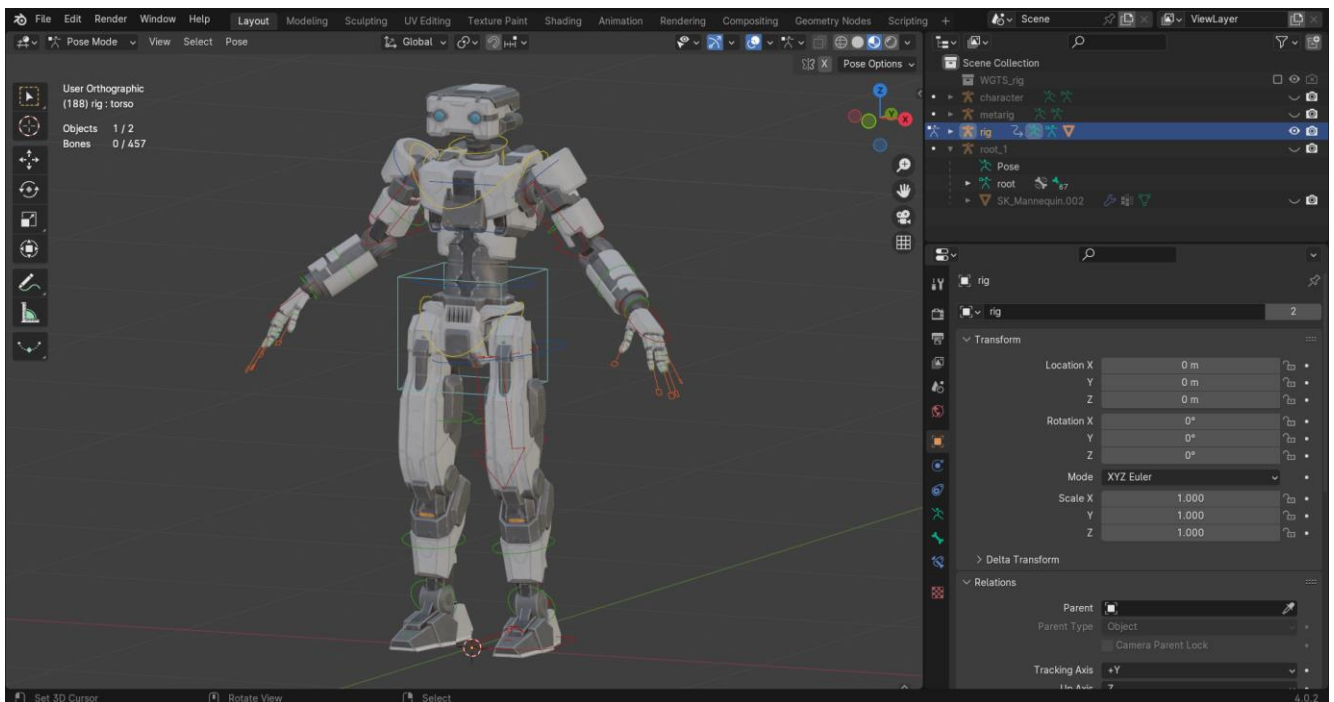 File Edit Render Window Help Layout Modeling Sculpting UV Editing Texture Paint Shading Animation Rendering Compositing Geometry Nodes Scripting + Scene ViewLayer
Pose Mode View Select Pose Global
X Pose Options
User Orthographic
(188) rig : torso
Objects 1 / 2
Bones 0 / 457
Z
Y
X
Scene Collection
WGTS_rig
character
metarig
rig
root_1
Pose
root 67
SK_Mannequin.002
rig
rig 2
Transform
Location X 0 m
Y 0 m
Z 0 m
Rotation X 0°
Y 0°
Z 0°
Mode XYZ Euler
Scale X 1.000
Y 1.000
Z 1.000
Delta Transform
Relations
Parent
Parent Type Object
Camera Parent Lock
Tracking Axis +Y
Up Axis Z
Set 3D Cursor Rotate View Select 4.0.2